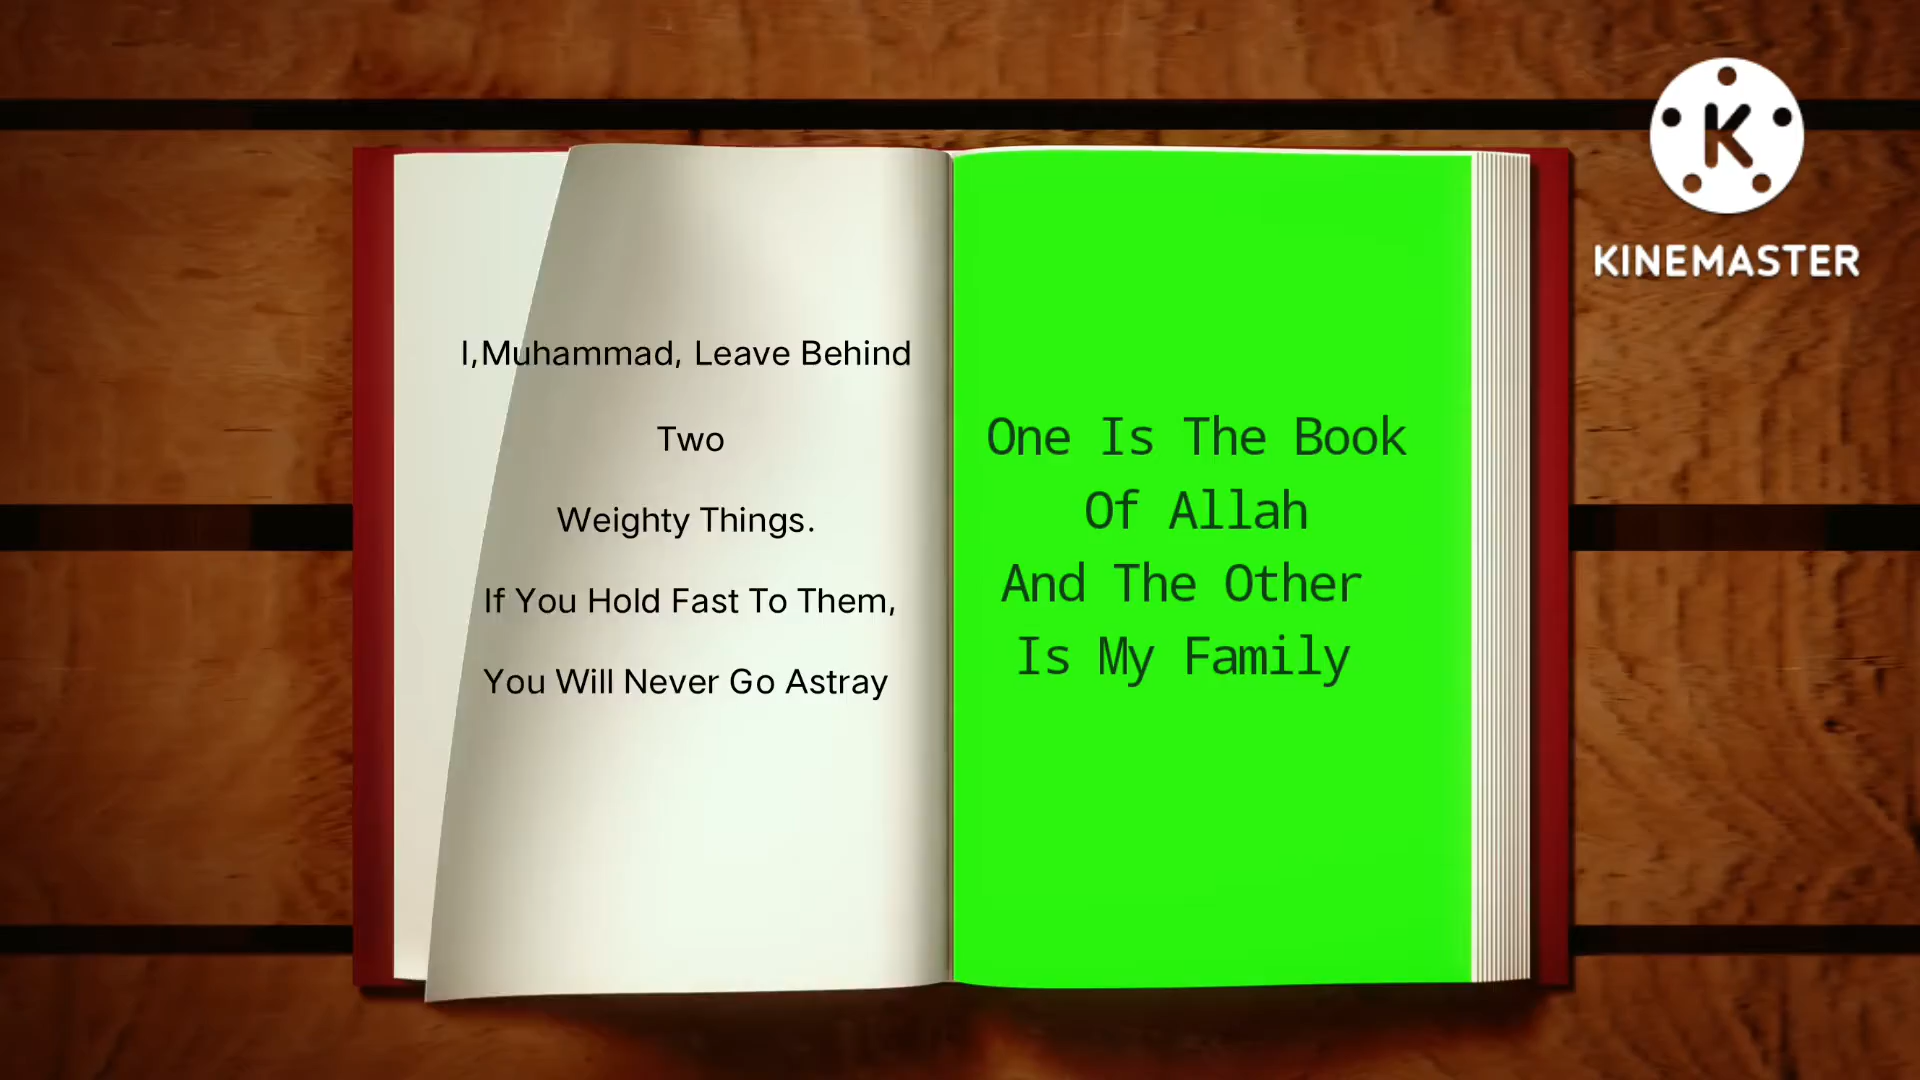 I,Muhammad, Leave Behind
Two
Weighty Things.
If You Hold Fast To Them,
You Will Never Go Astray
One Is The Book
Of Allah
And The Other
Is My Family
KINEMASTER